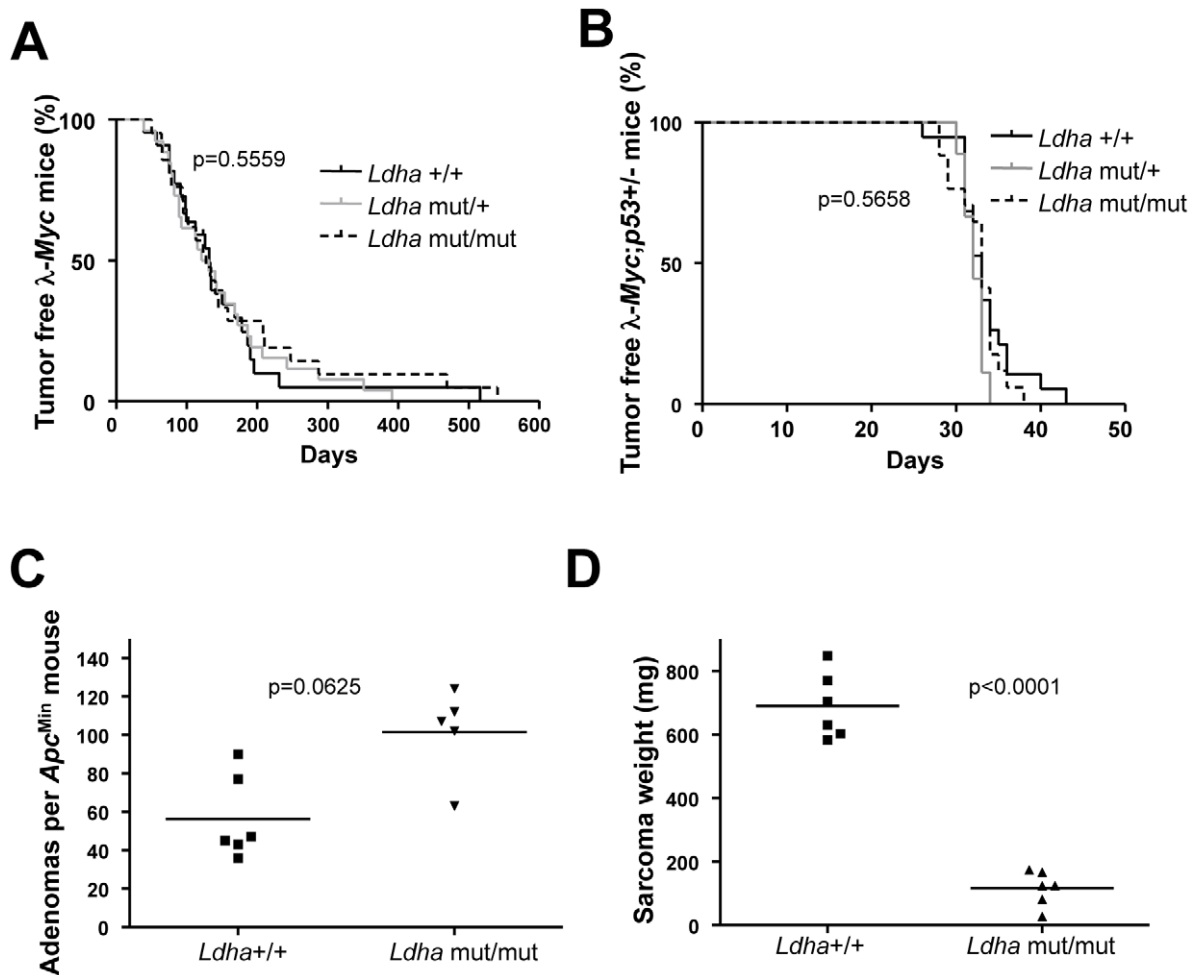 A
Tumor free λ-Myc mice (%)
100
50
0
p=0.5559
Ldha +/+
Ldha mut/+
Ldha mut/mut
0 100 200 300 400 500 600
Days
B
Tumor free λ-Myc;p53+/- mice (%)
100
50
0
p=0.5658
Ldha +/+
Ldha mut/+
Ldha mut/mut
0 10 20 30 40 50
Days
C
Adenomas per ApcMin mouse
140
120
100
80
60
40
20
0
p=0.0625
Ldha+/+ Ldha mut/mut
D
Sarcoma weight (mg)
800
600
400
200
0
p<0.0001
Ldha+/+ Ldha mut/mut